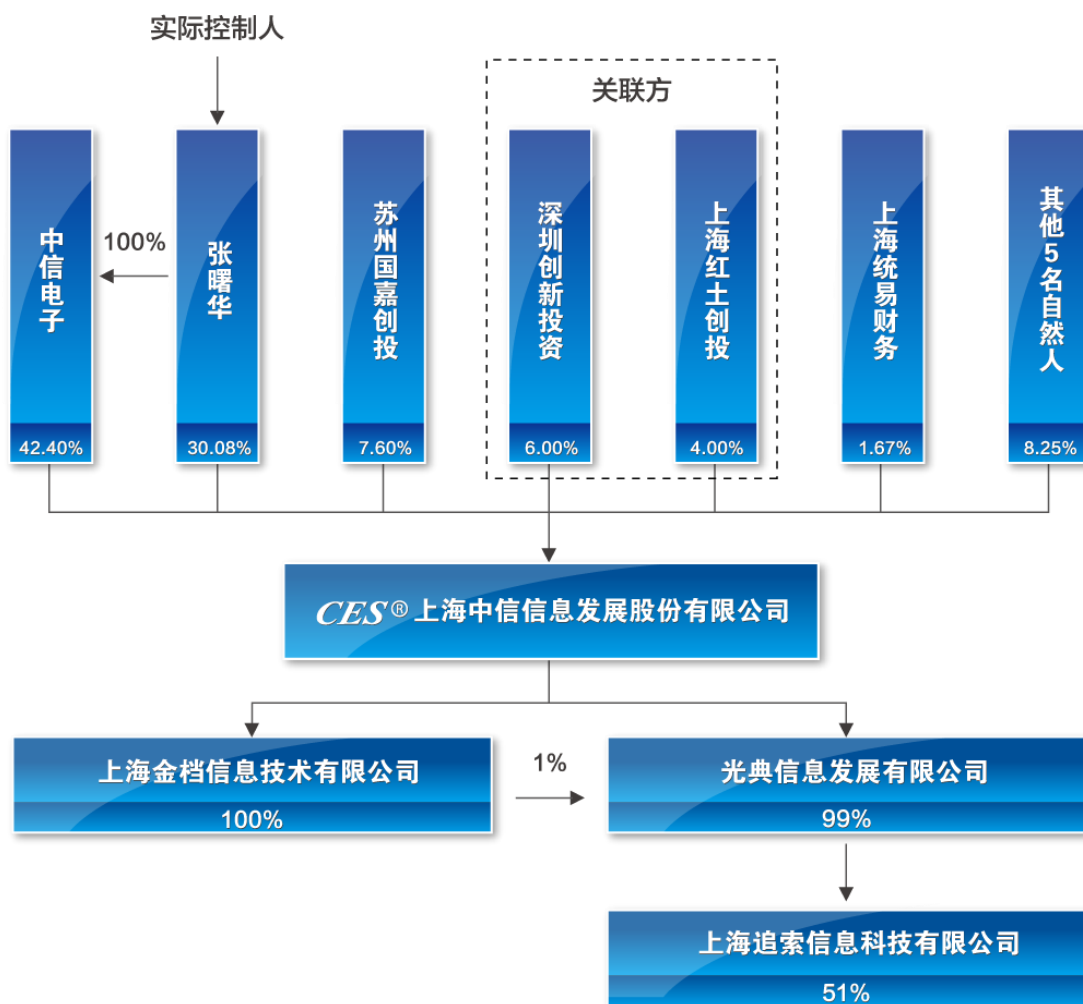 实际控制人
关联方
中信电子
100%
张曙华
苏州国嘉创投
深圳创新投资
上海红土创投
上海统易财务
其他5名自然人
42.40%
30.08%
7.60%
6.00%
4.00%
1.67%
8.25%
CES® 上海中信信息发展股份有限公司
上海金档信息技术有限公司
100%
1%
光典信息发展有限公司
99%
上海追索信息科技有限公司
51%